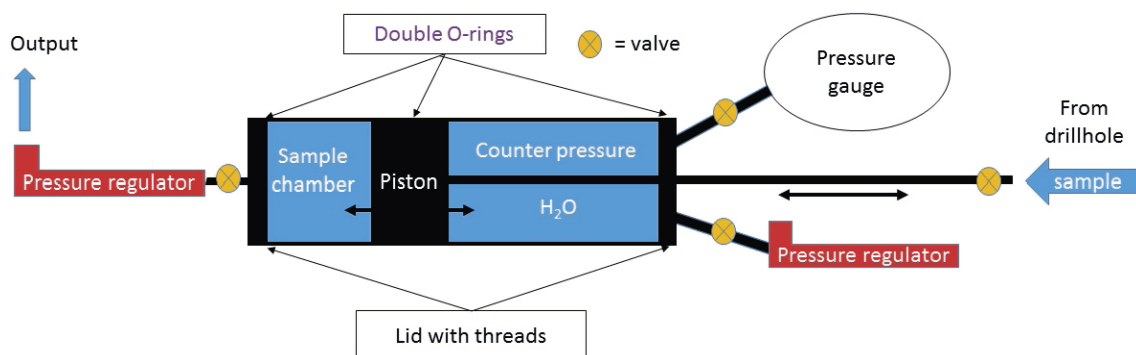 Output
Double O-rings
= valve
Pressure
gauge
From
drillhole
sample
Pressure regulator
Sample
chamber
Piston
Counter pressure
H₂O
Pressure regulator
Lid with threads